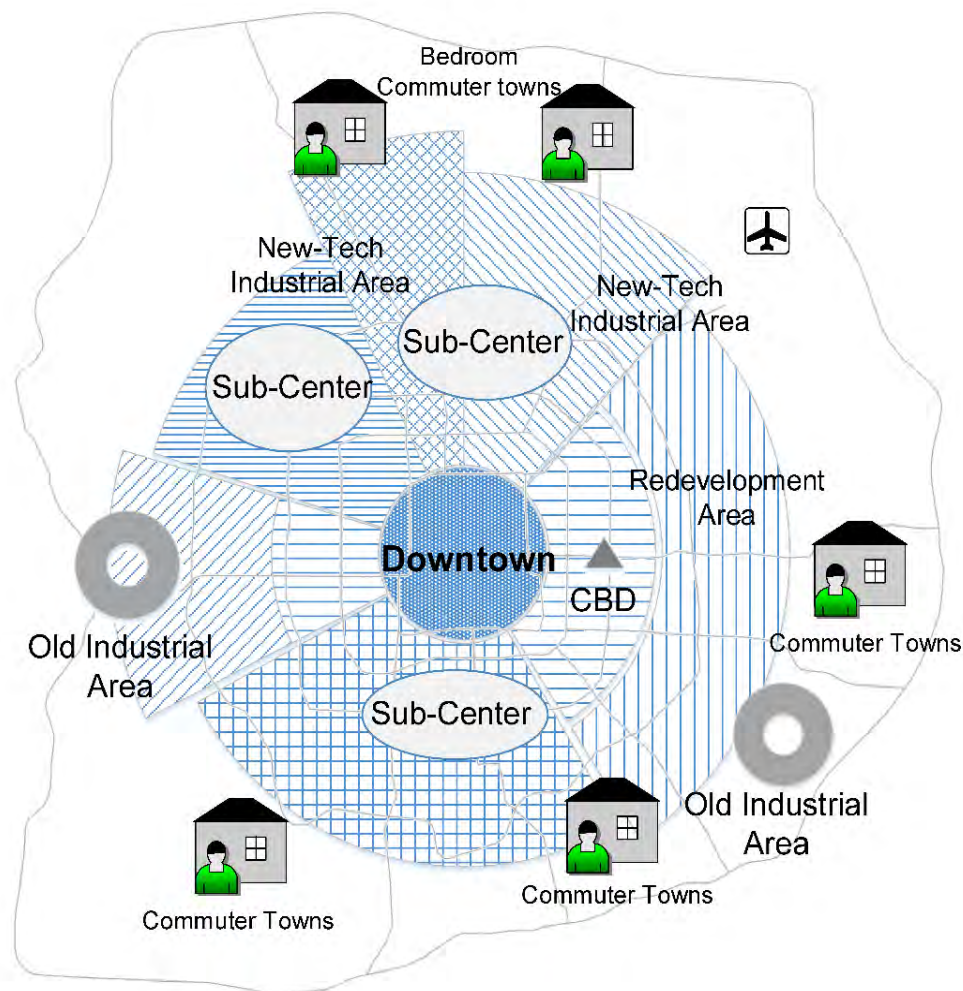 Bedroom
Commuter towns
New-Tech
Industrial Area
New-Tech
Industrial Area
Sub-Center
Sub-Center
Redevelopment
Area
Downtown
CBD
Old Industrial
Area
Commuter Towns
Sub-Center
Old Industrial
Area
Commuter Towns
Commuter Towns